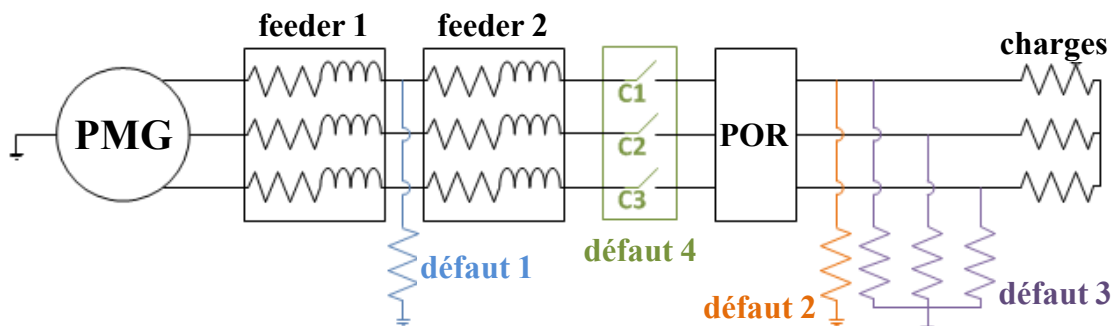 feeder 1
feeder 2
charges
PMG
C1
C2
C3
POR
défaut 1
défaut 4
défaut 2
défaut 3